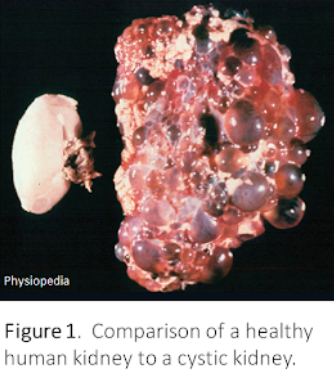 Physiopedia
Figure 1.  Comparison of a healthy
human kidney to a cystic kidney.